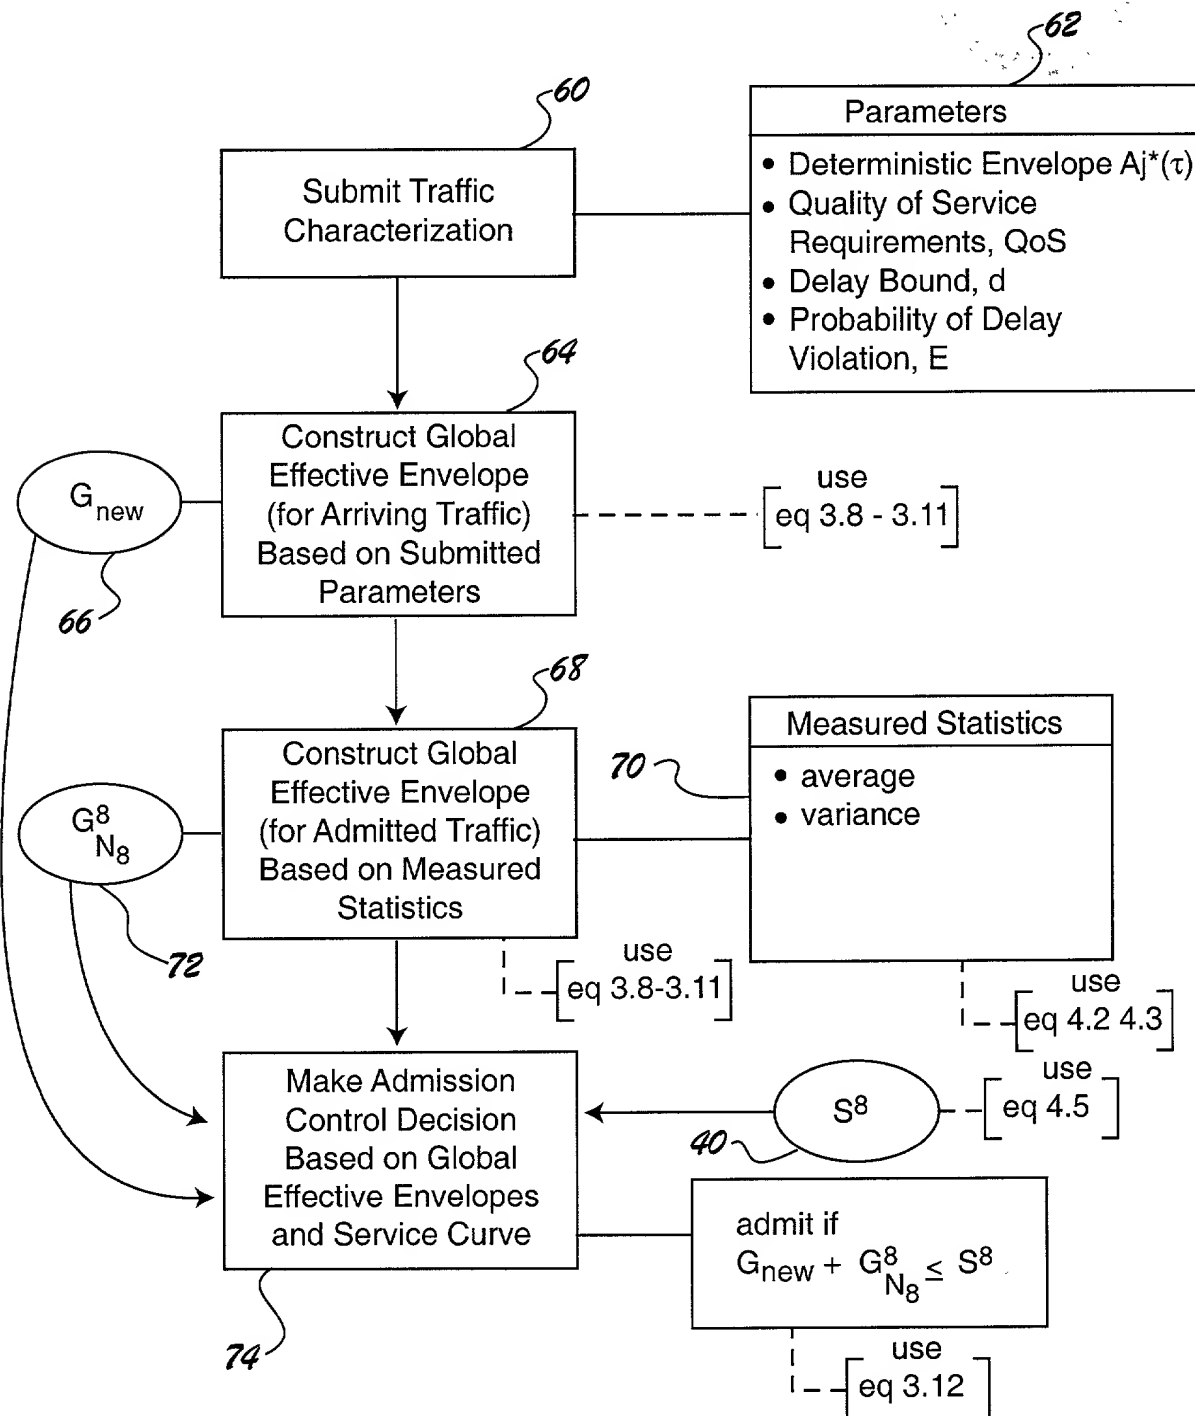 62
60
Parameters
Submit Traffic
Characterization
• Deterministic Envelope Aj*(τ)
• Quality of Service
Requirements, QoS
• Delay Bound, d
• Probability of Delay
Violation, E
64
Construct Global
Effective Envelope
(for Arriving Traffic)
Based on Submitted
Parameters
G new
66
use
eq 3.8 - 3.11
68
Construct Global
Effective Envelope
(for Admitted Traffic)
Based on Measured
Statistics
70
Measured Statistics
• average
• variance
G8 N8
72
use
eq 3.8-3.11
use
eq 4.2 4.3
Make Admission
Control Decision
Based on Global
Effective Envelopes
and Service Curve
S8
40
use
eq 4.5
74
admit if
Gnew + G8 N8 ≤ S8
use
eq 3.12